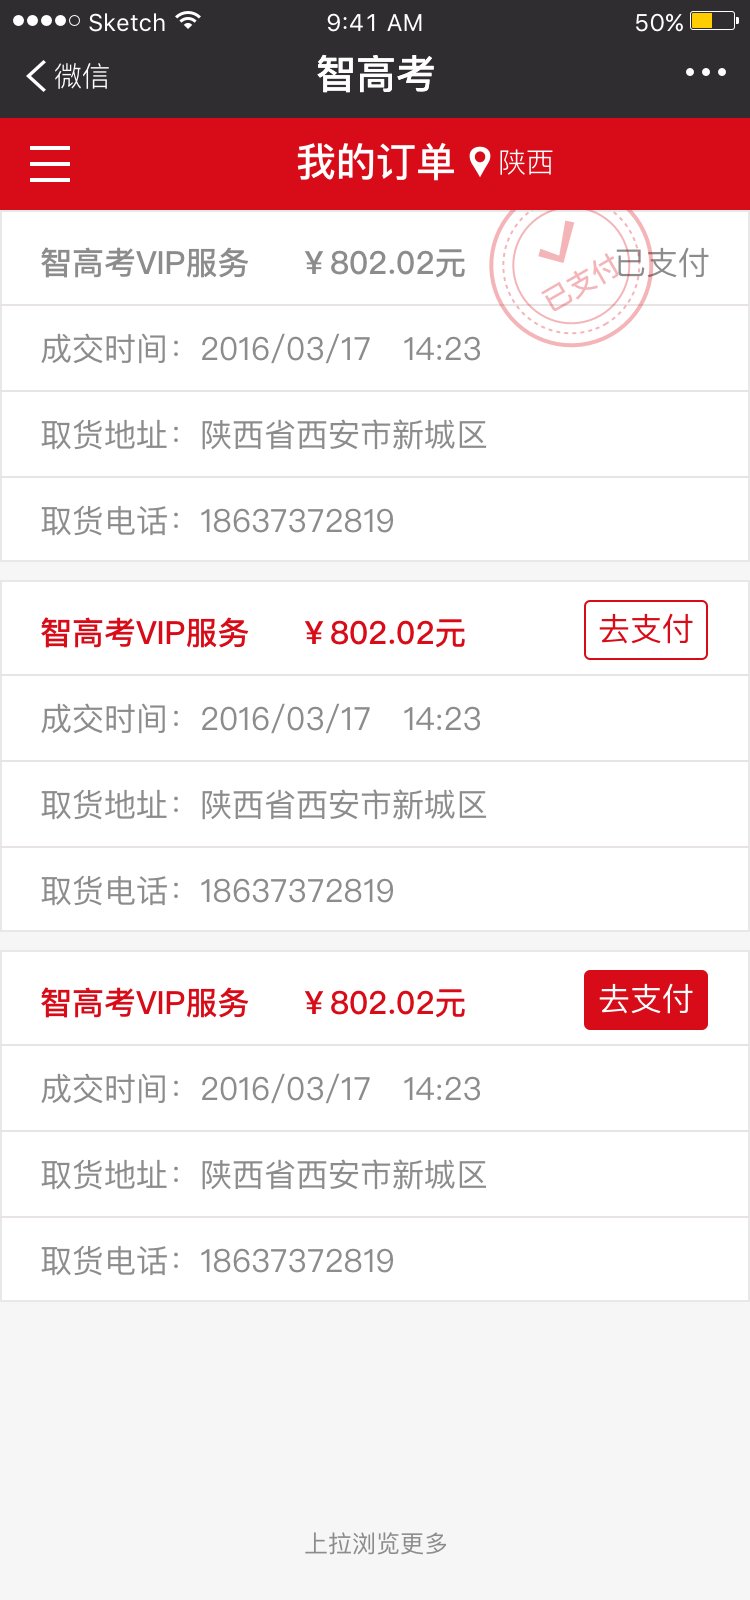 Sketch 9:41 AM 50%
微信 智高考
我的订单 陕西
智高考VIP服务 ¥802.02元 已支付 已支付
成交时间：2016/03/17 14:23
取货地址：陕西省西安市新城区
取货电话：18637372819
智高考VIP服务 ¥802.02元 去支付
成交时间：2016/03/17 14:23
取货地址：陕西省西安市新城区
取货电话：18637372819
智高考VIP服务 ¥802.02元 去支付
成交时间：2016/03/17 14:23
取货地址：陕西省西安市新城区
取货电话：18637372819
上拉浏览更多